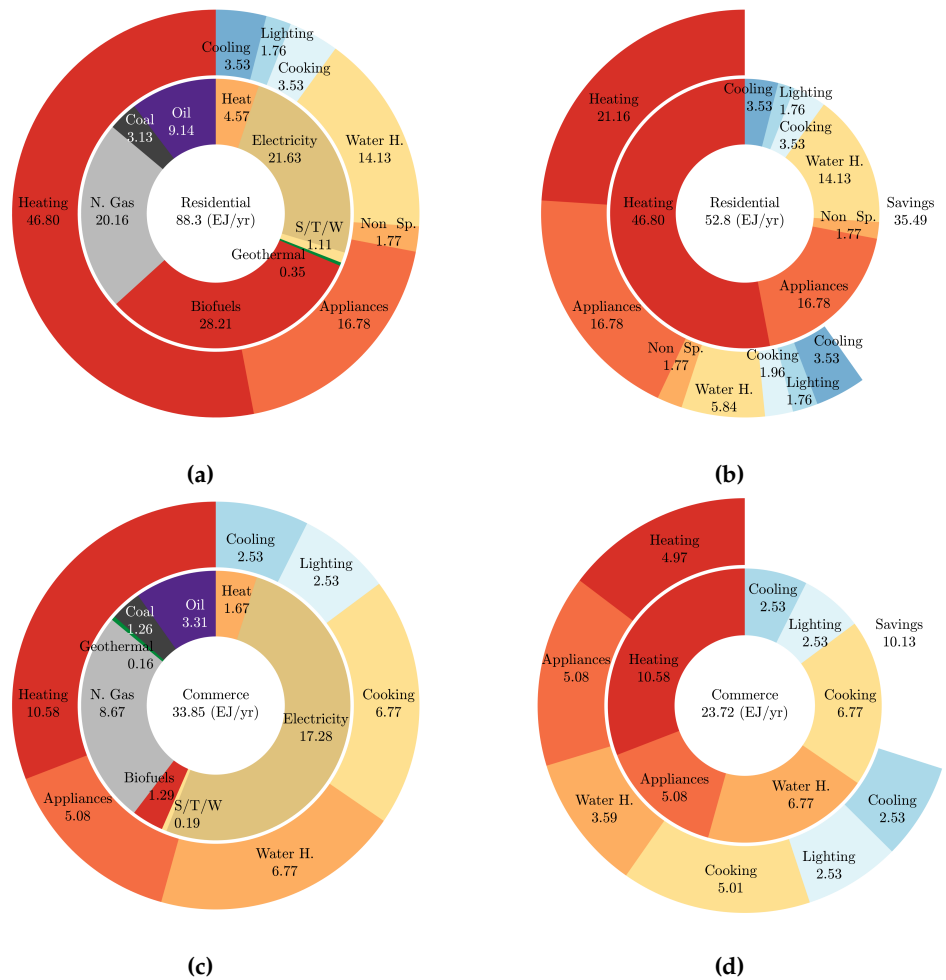 Cooling
3.53
Lighting
1.76
Cooking
3.53
Water H.
14.13
Non Sp.
1.77
Appliances
16.78
Heating
46.80
Heat
4.57
Electricity
21.63
S/T/W
1.11
Geothermal
0.35
Biofuels
28.21
N. Gas
20.16
Coal
3.13
Oil
9.14
Residential
88.3 (EJ/yr)
(a)
Heating
21.16
Appliances
16.78
Non Sp.
1.77
Water H.
5.84
Cooking
1.96
Lighting
1.76
Cooling
3.53
Cooling
3.53
Lighting
1.76
Cooking
3.53
Water H.
14.13
Non Sp.
1.77
Appliances
16.78
Heating
46.80
Residential
52.8 (EJ/yr)
Savings
35.49
(b)
Cooling
2.53
Lighting
2.53
Cooking
6.77
Water H.
6.77
Appliances
5.08
Heating
10.58
Heat
1.67
Electricity
17.28
S/T/W
0.19
Biofuels
1.29
N. Gas
8.67
Geothermal
0.16
Coal
1.26
Oil
3.31
Commerce
33.85 (EJ/yr)
(c)
Heating
4.97
Appliances
5.08
Water H.
3.59
Cooking
5.01
Lighting
2.53
Cooling
2.53
Cooling
2.53
Lighting
2.53
Cooking
6.77
Water H.
6.77
Appliances
5.08
Heating
10.58
Commerce
23.72 (EJ/yr)
Savings
10.13
(d)